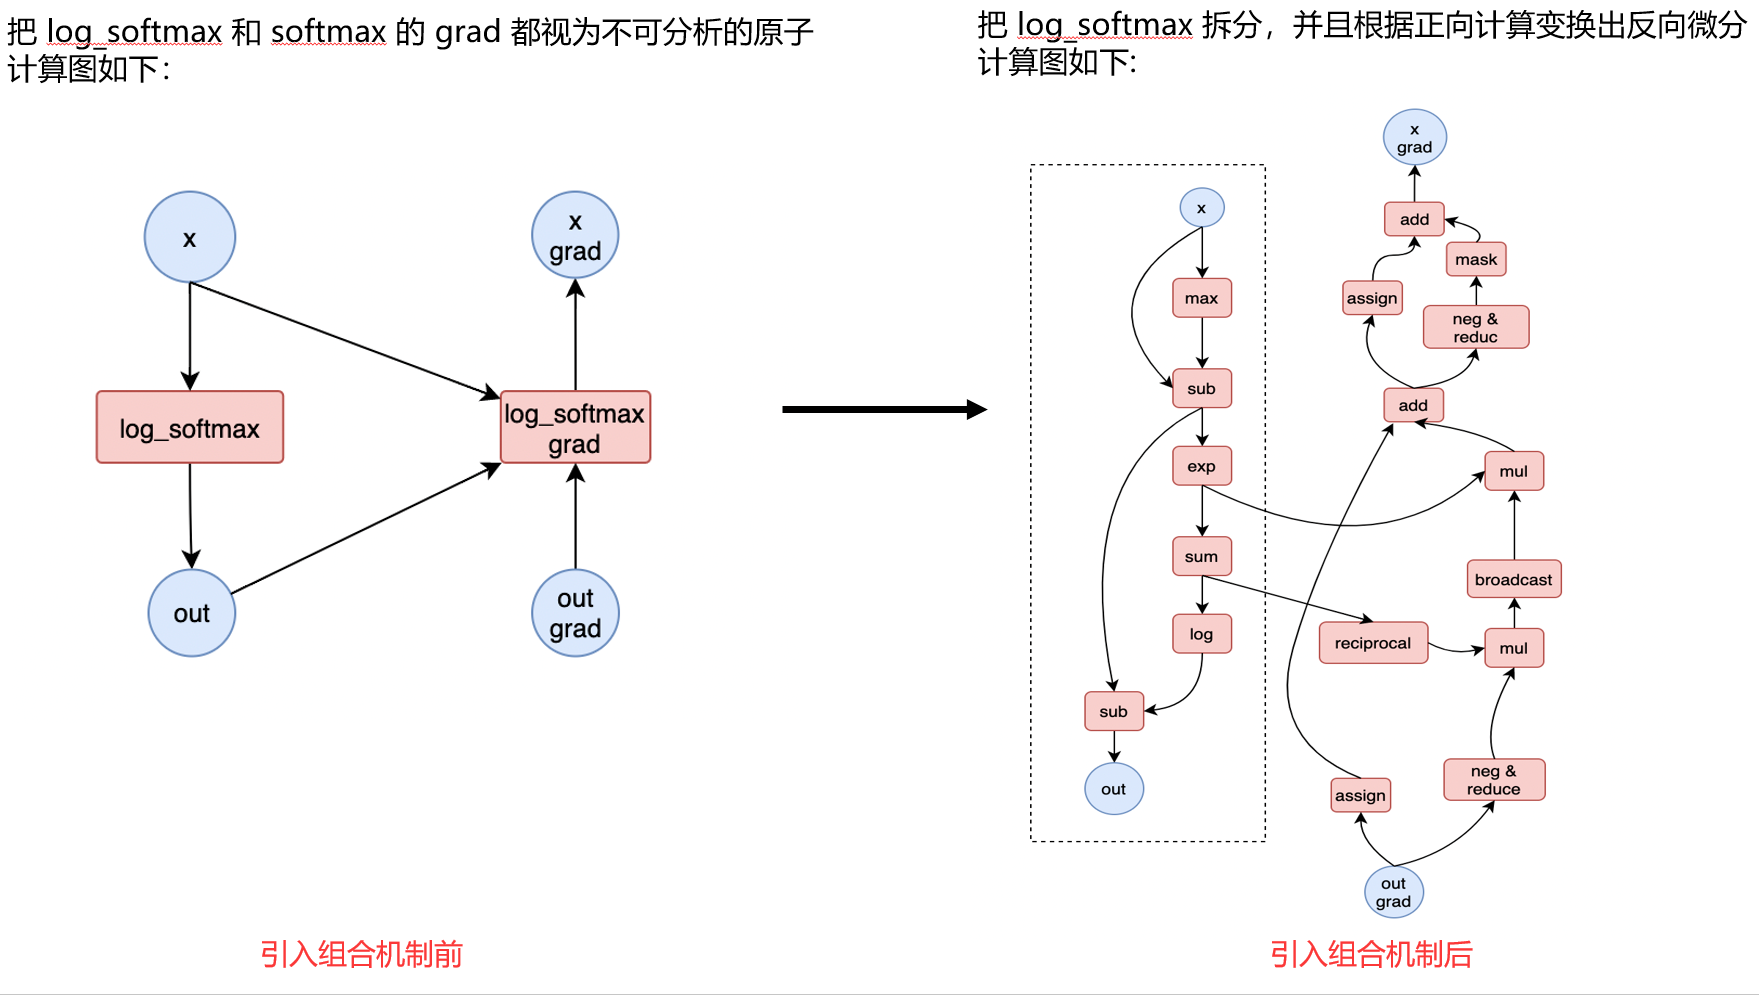 把 log_softmax 和 softmax 的 grad 都视为不可分析的原子
计算图如下：
x
x
grad
log_softmax
log_softmax
grad
out
out
grad
引入组合机制前
把 log_softmax 拆分，并且根据正向计算变换出反向微分
计算图如下:
x
max
sub
exp
sum
log
sub
out
x
grad
add
mask
assign
neg &
reduc
add
mul
broadcast
reciprocal
mul
neg &
reduce
assign
out
grad
引入组合机制后